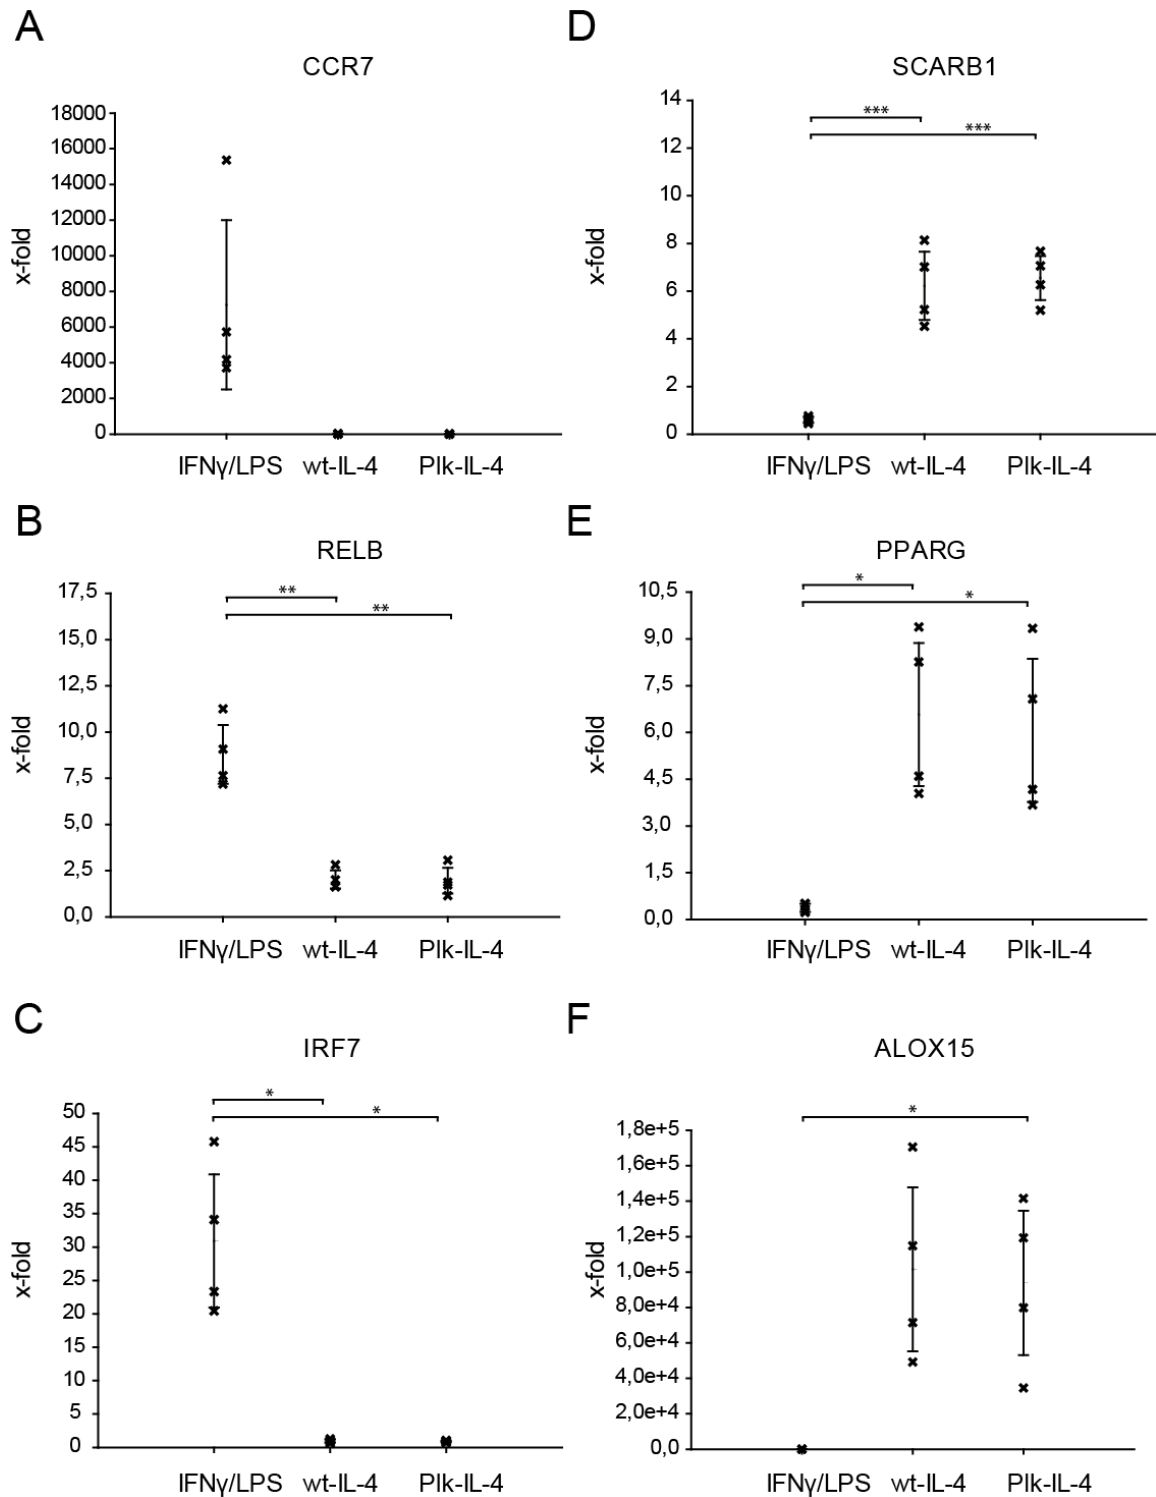 A
CCR7
18000
16000
14000
12000
10000
8000
6000
4000
2000
0
x-fold
IFNγ/LPS wt-IL-4 Plk-IL-4
D
SCARB1
14
12
10
8
6
4
2
0
x-fold
***
***
IFNγ/LPS wt-IL-4 Plk-IL-4
B
RELB
17,5
15,0
12,5
10,0
7,5
5,0
2,5
0,0
x-fold
**
**
IFNγ/LPS wt-IL-4 Plk-IL-4
E
PPARG
10,5
9,0
7,5
6,0
4,5
3,0
1,5
0,0
x-fold
*
*
IFNγ/LPS wt-IL-4 Plk-IL-4
C
IRF7
50
45
40
35
30
25
20
15
10
5
0
x-fold
*
*
IFNγ/LPS wt-IL-4 Plk-IL-4
F
ALOX15
1,8e+5
1,6e+5
1,4e+5
1,2e+5
1,0e+5
8,0e+4
6,0e+4
4,0e+4
2,0e+4
0,0
x-fold
*
IFNγ/LPS wt-IL-4 Plk-IL-4